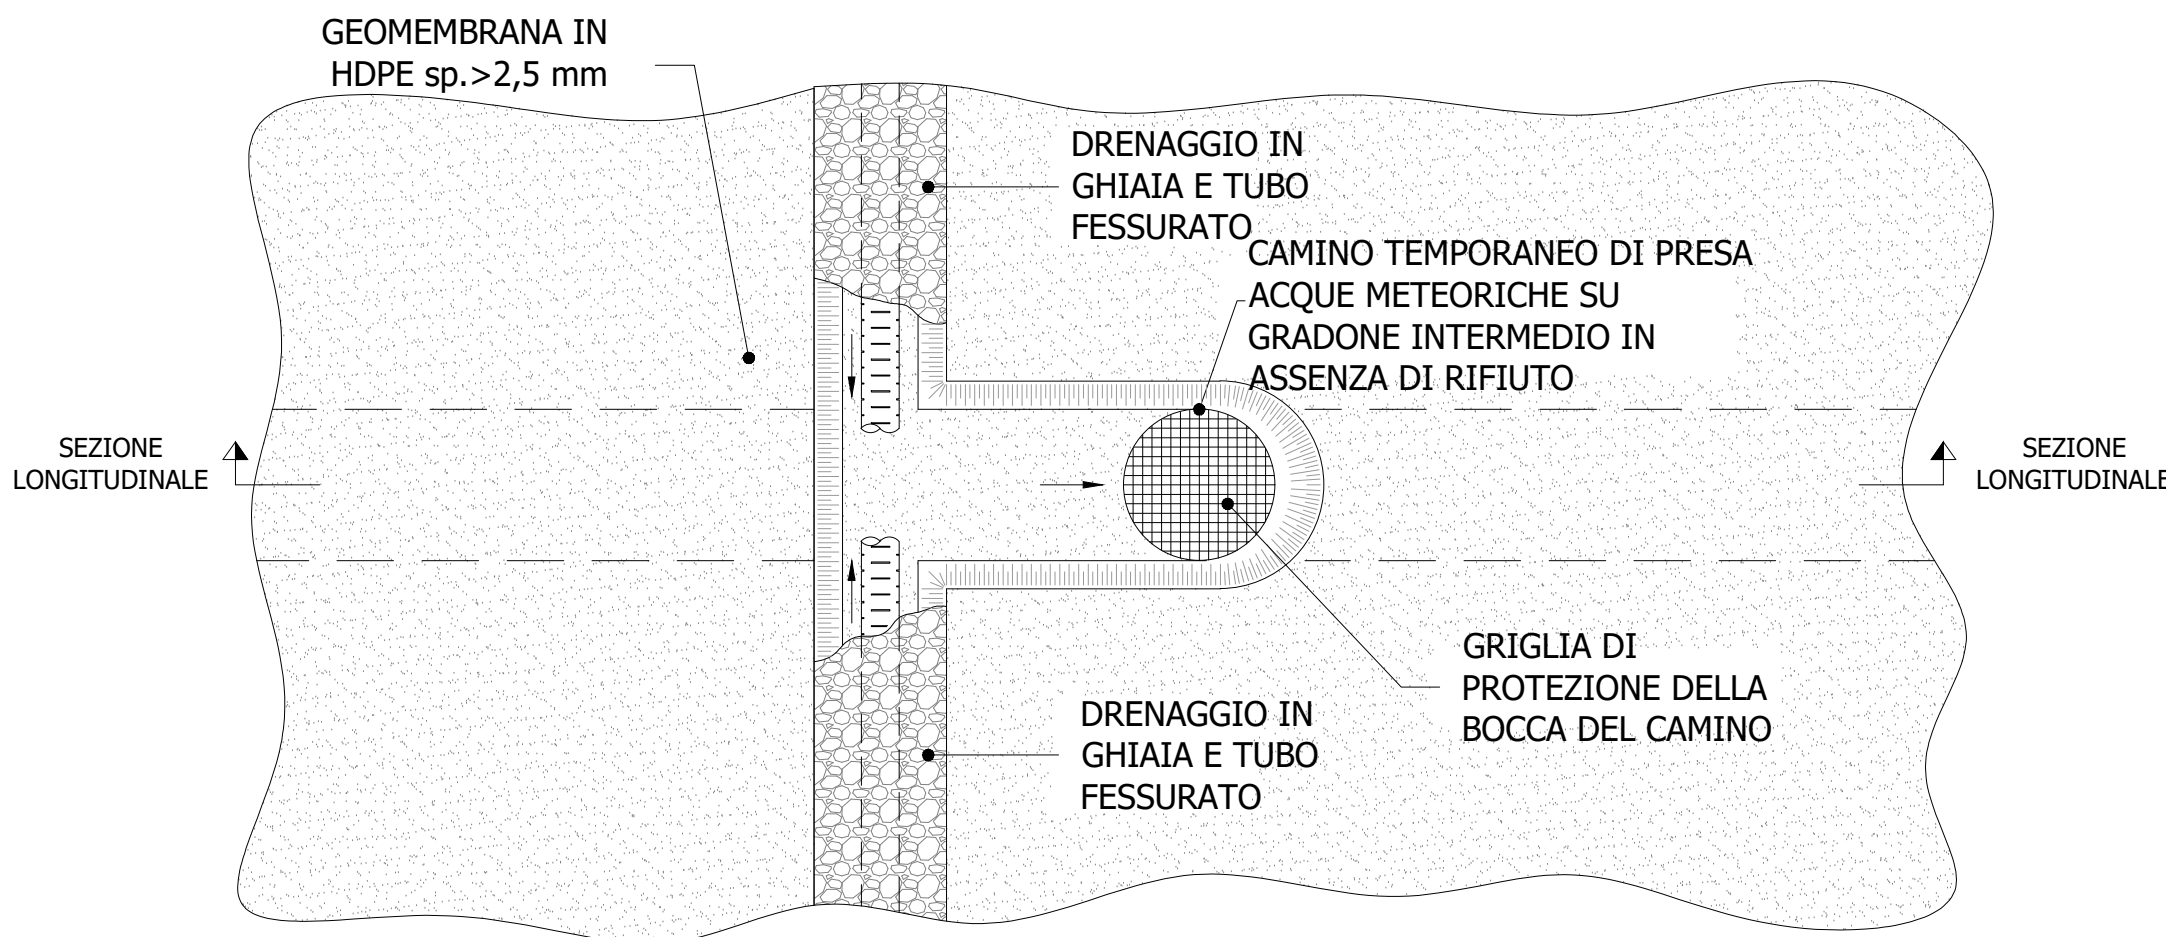 GEOMEMBRANA IN
HDPE sp.>2,5 mm
DRENAGGIO IN
GHIAIA E TUBO
FESSURATO
CAMINO TEMPORANEO DI PRESA
ACQUE METEORICHE SU
GRADONE INTERMEDIO IN
ASSENZA DI RIFIUTO
SEZIONE
LONGITUDINALE
SEZIONE
LONGITUDINALE
GRIGLIA DI
PROTEZIONE DELLA
BOCCA DEL CAMINO
DRENAGGIO IN
GHIAIA E TUBO
FESSURATO